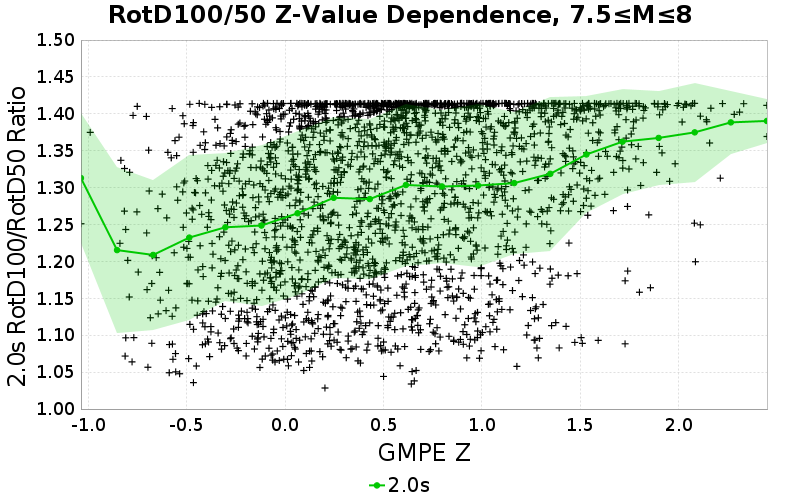 RotD100/50 Z-Value Dependence, 7.5≤M≤8
2.0s RotD100/RotD50 Ratio
1.50
1.45
1.40
1.35
1.30
1.25
1.20
1.15
1.10
1.05
1.00
-1.0 -0.5 0.0 0.5 1.0 1.5 2.0
GMPE Z
2.0s